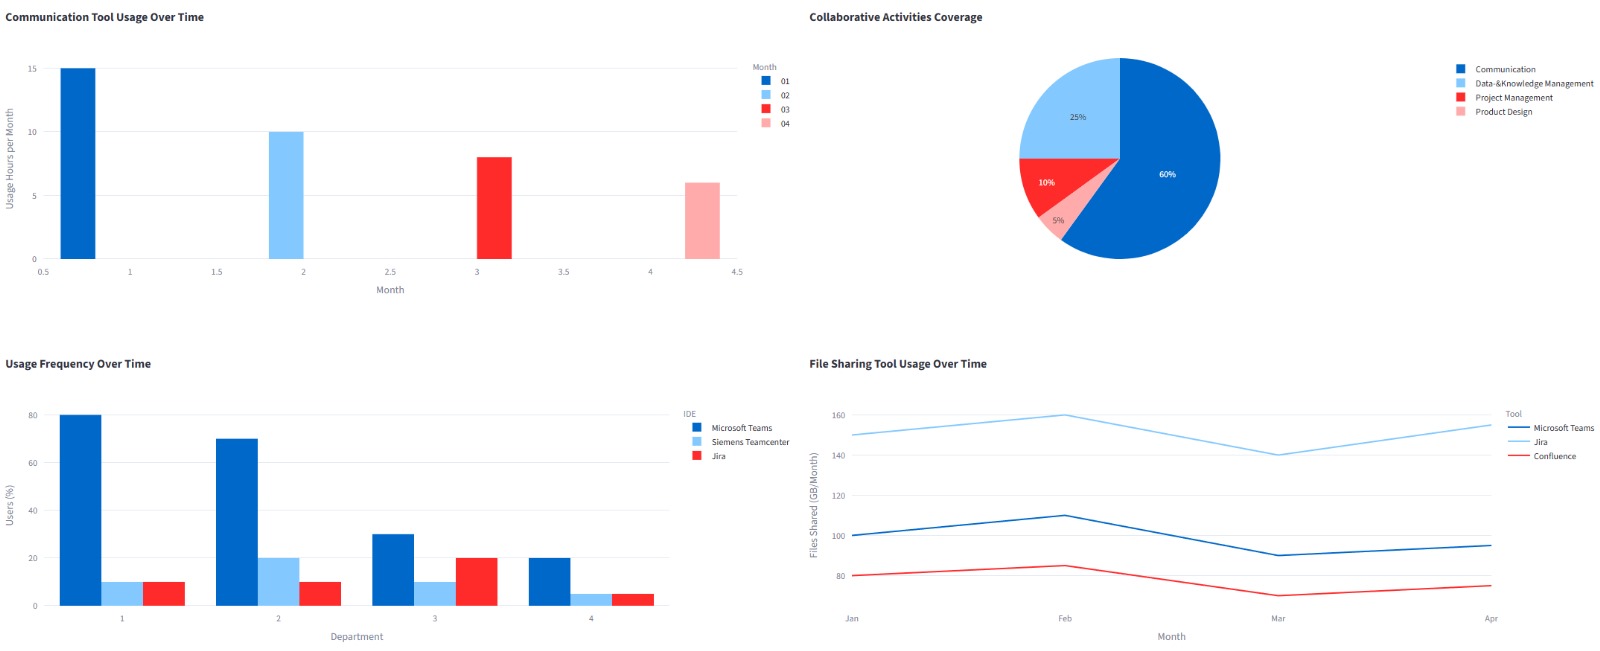 Communication Tool Usage Over Time
Usage Hours per Month
15
10
5
0
0.5 1 1.5 2 2.5 3 3.5 4 4.5
Month
Month
01
02
03
04
Collaborative Activities Coverage
25%
60%
10%
5%
Communication
Data-&Knowledge Management
Project Management
Product Design
Usage Frequency Over Time
Users (%)
80
60
40
20
0
1 2 3 4
Department
IDE
Microsoft Teams
Siemens Teamcenter
Jira
File Sharing Tool Usage Over Time
Files Shared (GB/Month)
160
140
120
100
80
Jan Feb Mar Apr
Month
Tool
Microsoft Teams
Jira
Confluence